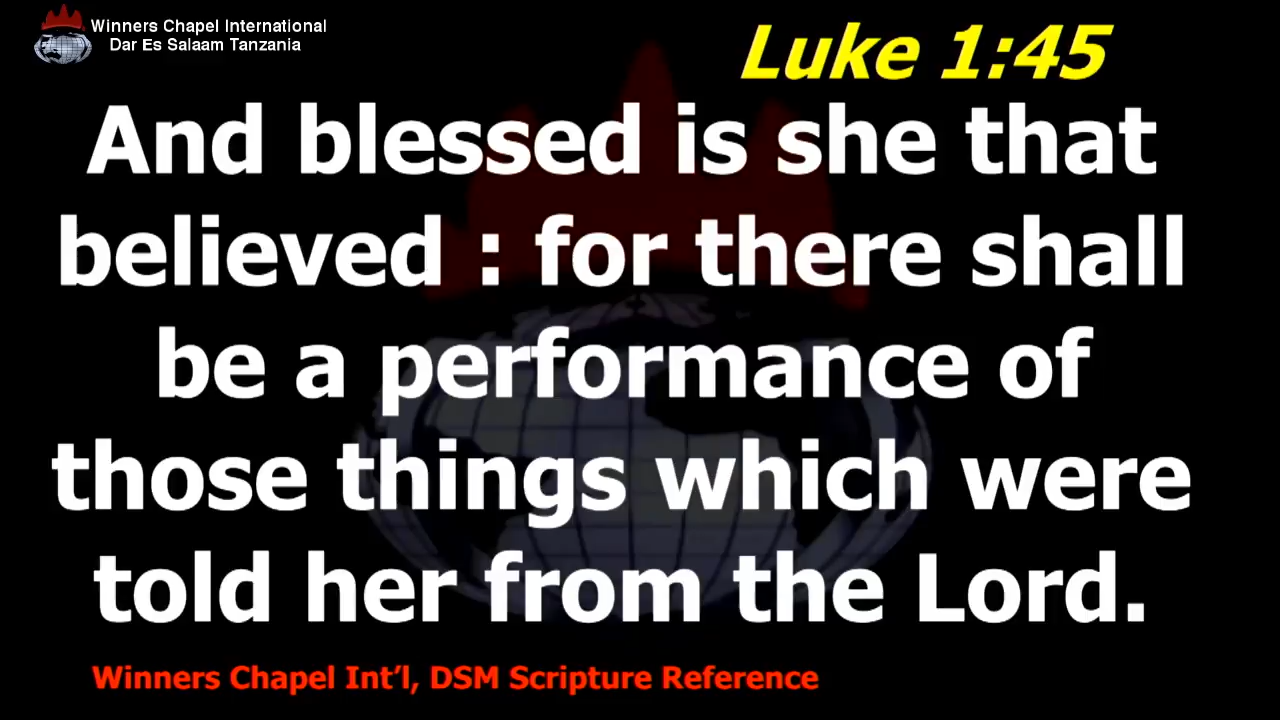 Winners Chapel International
Dar Es Salaam Tanzania
Luke 1:45
And blessed is she that
believed : for there shall
be a performance of
those things which were
told her from the Lord.
Winners Chapel Int’l, DSM Scripture Reference